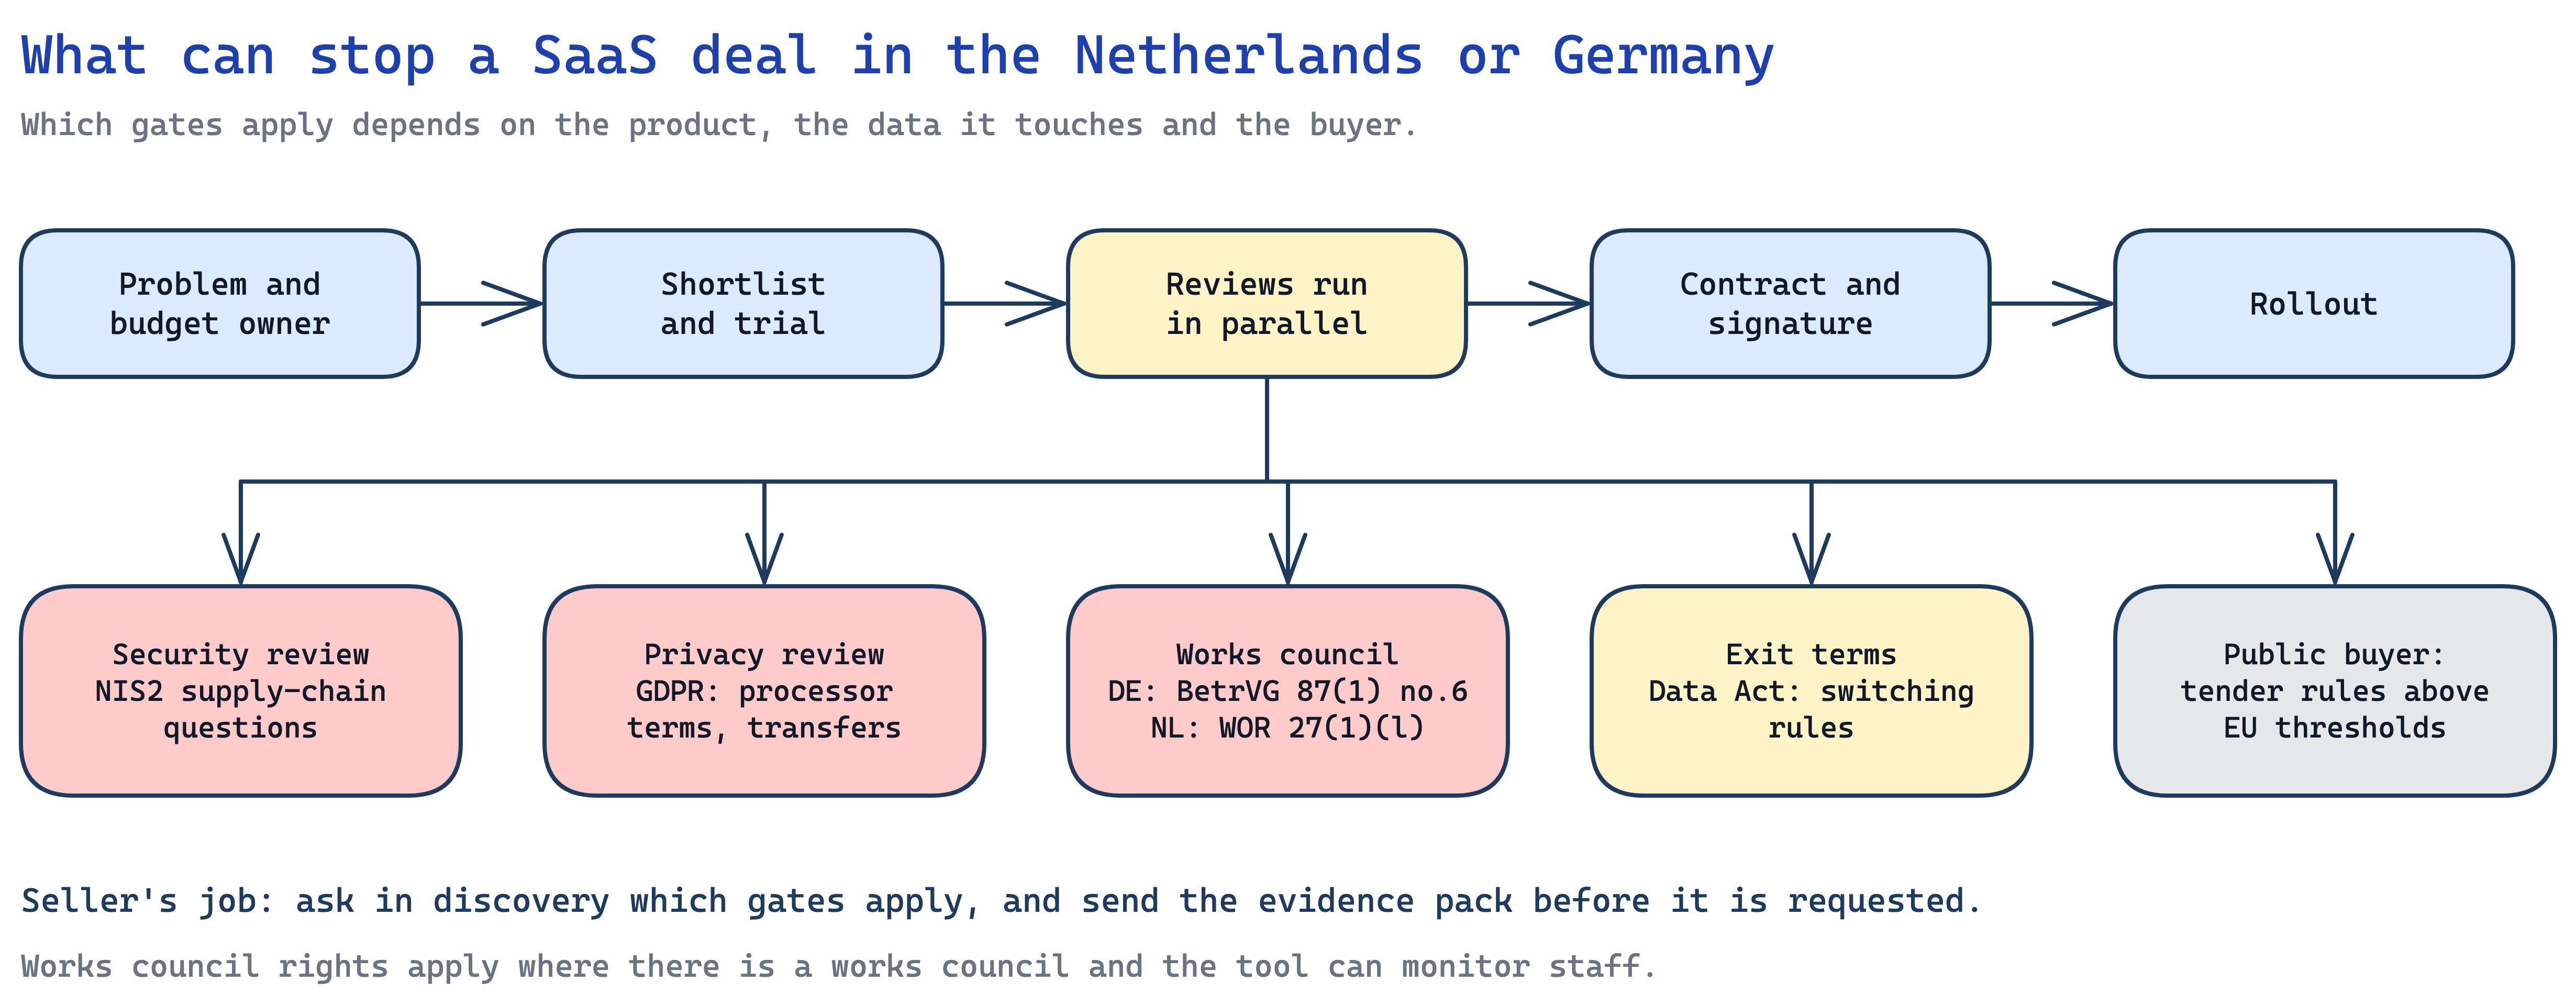 What can stop a SaaS deal in the Netherlands or Germany
Which gates apply depends on the product, the data it touches and the buyer.
Problem and
budget owner
Shortlist
and trial
Reviews run
in parallel
Contract and
signature
Rollout
Security review
NIS2 supply-chain
questions
Privacy review
GDPR: processor
terms, transfers
Works council
DE: BetrVG 87(1) no.6
NL: WOR 27(1)(l)
Exit terms
Data Act: switching
rules
Public buyer:
tender rules above
EU thresholds
Seller's job: ask in discovery which gates apply, and send the evidence pack before it is requested.
Works council rights apply where there is a works council and the tool can monitor staff.